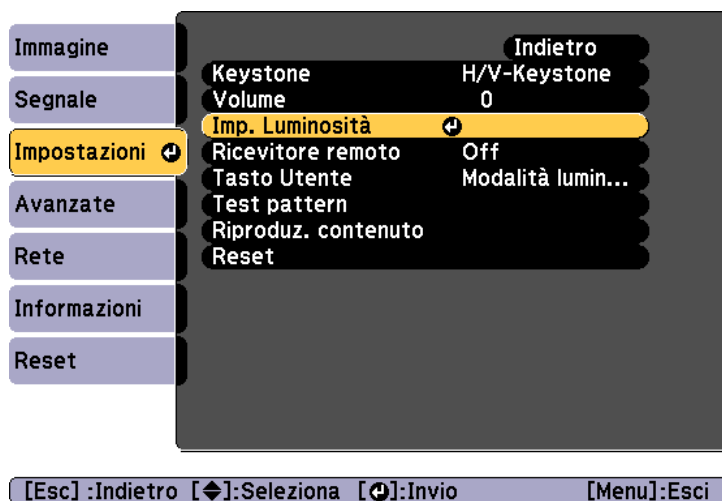 Immagine
Segnale
Impostazioni
Avanzate
Rete
Informazioni
Reset
Indietro
Keystone H/V-Keystone
Volume 0
Imp. Luminosità
Ricevitore remoto Off
Tasto Utente Modalità lumin...
Test pattern
Riproduz. contenuto
Reset
[Esc] :Indietro [◆]:Seleziona [⏎]:Invio [Menu]:Esci